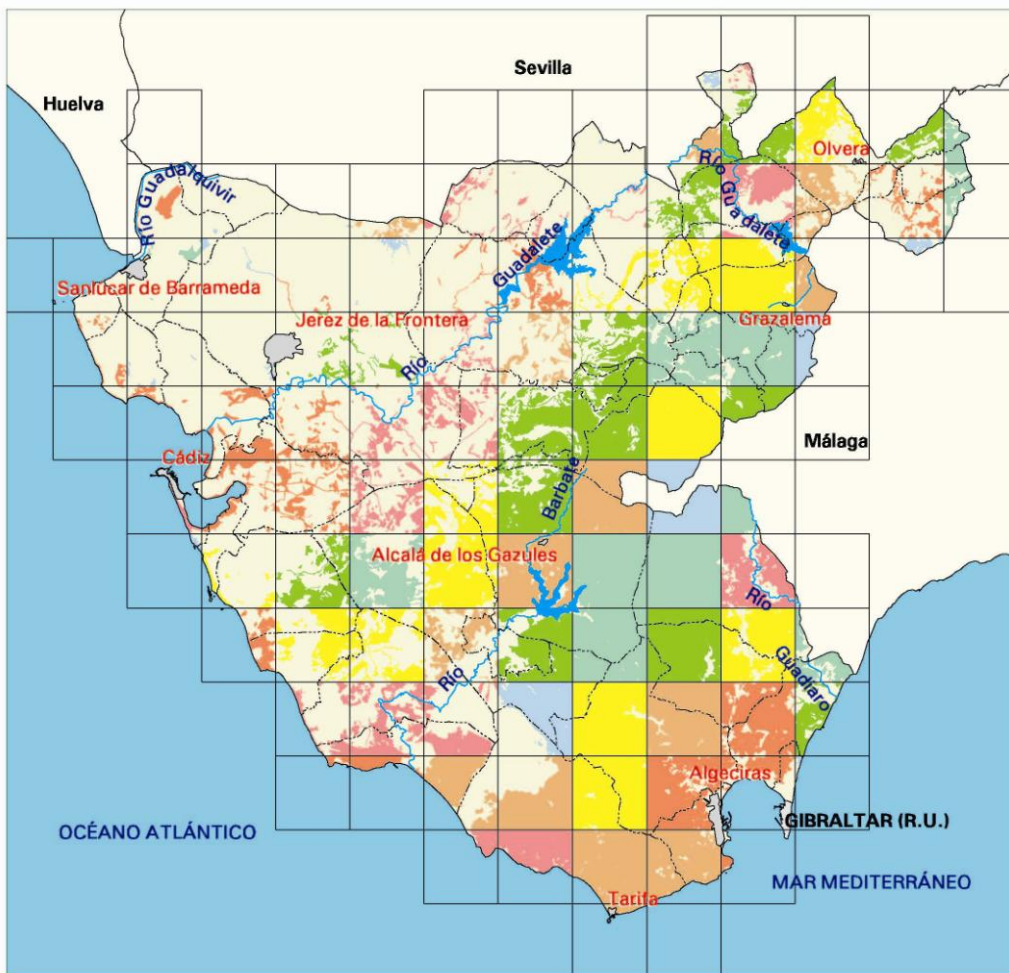 Sevilla
Huelva
Olvera
Río Guadalquivir
Río Guadalete
Guadalete
Sanlucar de Barrameda
Jerez de la Frontera
Grazalema
Río
Málaga
Cádiz
Barbate
Alcalá de los Gazules
Río
Río
Guadiaro
Algeciras
OCÉANO ATLÁNTICO
GIBRALTAR (R.U.)
MAR MEDITERRÁNEO
Tarifa